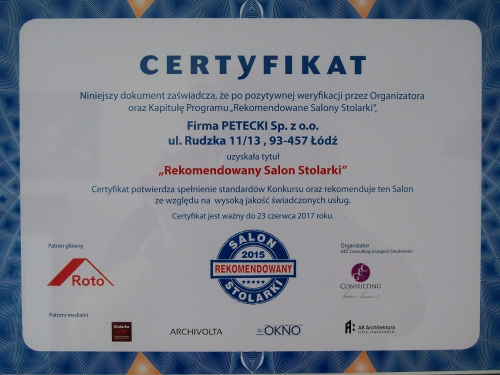 CERTYFIKAT
Niniejszy dokument zaświadcza, że po pozytywnej weryfikacji przez Organizatora
oraz Kapitułę Programu „Rekomendowane Salony Stolarki”,
Firma PETECKI Sp. z o.o.
ul. Rudzka 11/13 , 93-457 Łódź
uzyskała tytuł
„Rekomendowany Salon Stolarki”
Certyfikat potwierdza spełnienie standardów Konkursu oraz rekomenduje ten Salon
ze względu na wysoką jakość świadczonych usług.
Certyfikat jest ważny do 23 czerwca 2017 roku.
Patron główny
Roto
SALON
2015
REKOMENDOWANY
STOLARKI
Organizator
CONSULTING
Patroni medialni
Stolarka
ARCHIVOLTA
OKNO
AB Architektura